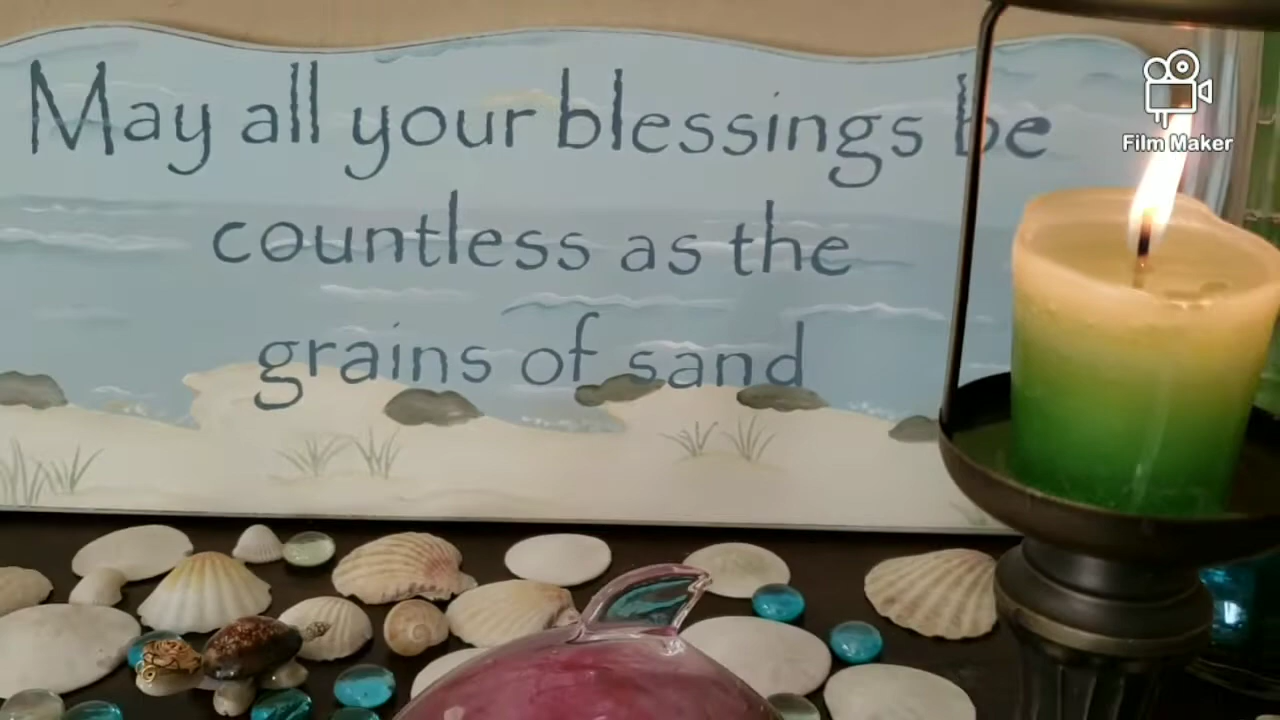 May all your blessings be
countless as the
grains of sand
Film Maker